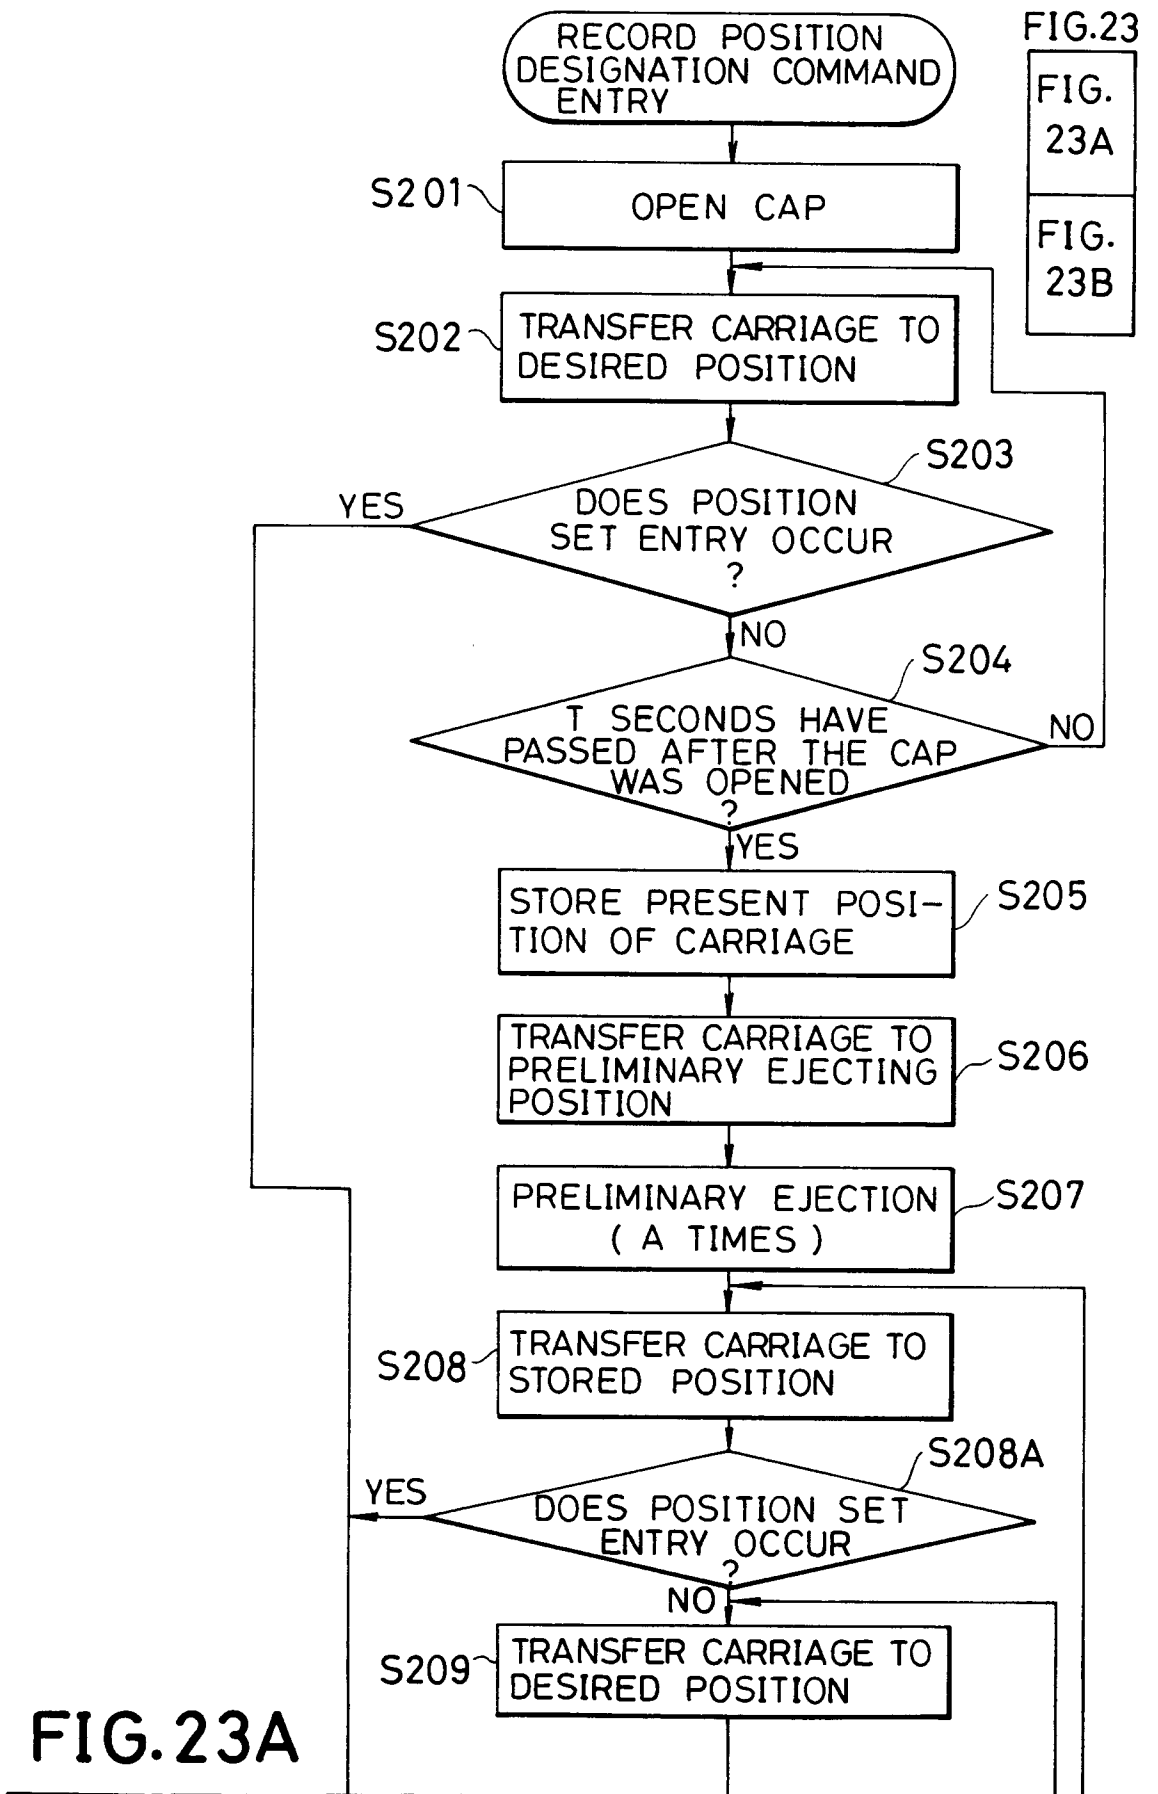 RECORD POSITION
DESIGNATION COMMAND
ENTRY
FIG.23
FIG.
23A
FIG.
23B
S201
OPEN CAP
S202
TRANSFER CARRIAGE TO
DESIRED POSITION
S203
YES
DOES POSITION
SET ENTRY OCCUR
?
NO
S204
T SECONDS HAVE
PASSED AFTER THE CAP
WAS OPENED
?
NO
YES
STORE PRESENT POSI-
TION OF CARRIAGE
S205
TRANSFER CARRIAGE TO
PRELIMINARY EJECTING
POSITION
S206
PRELIMINARY EJECTION
( A TIMES )
S207
S208
TRANSFER CARRIAGE TO
STORED POSITION
S208A
YES
DOES POSITION SET
ENTRY OCCUR
?
NO
S209
TRANSFER CARRIAGE TO
DESIRED POSITION
FIG.23A